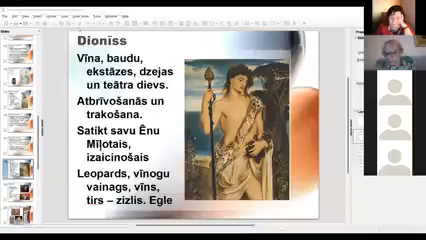 Dionīss
Vīna, baudu,
ekstāzes, dzejas
un teātra dievs.
Atbrīvošanās un
trakošana.
Satikt savu Ēnu
Mīļotais,
izaicinošais
Leopards, vīnogu
vainags, vīns,
tirs – zizlis. Egle